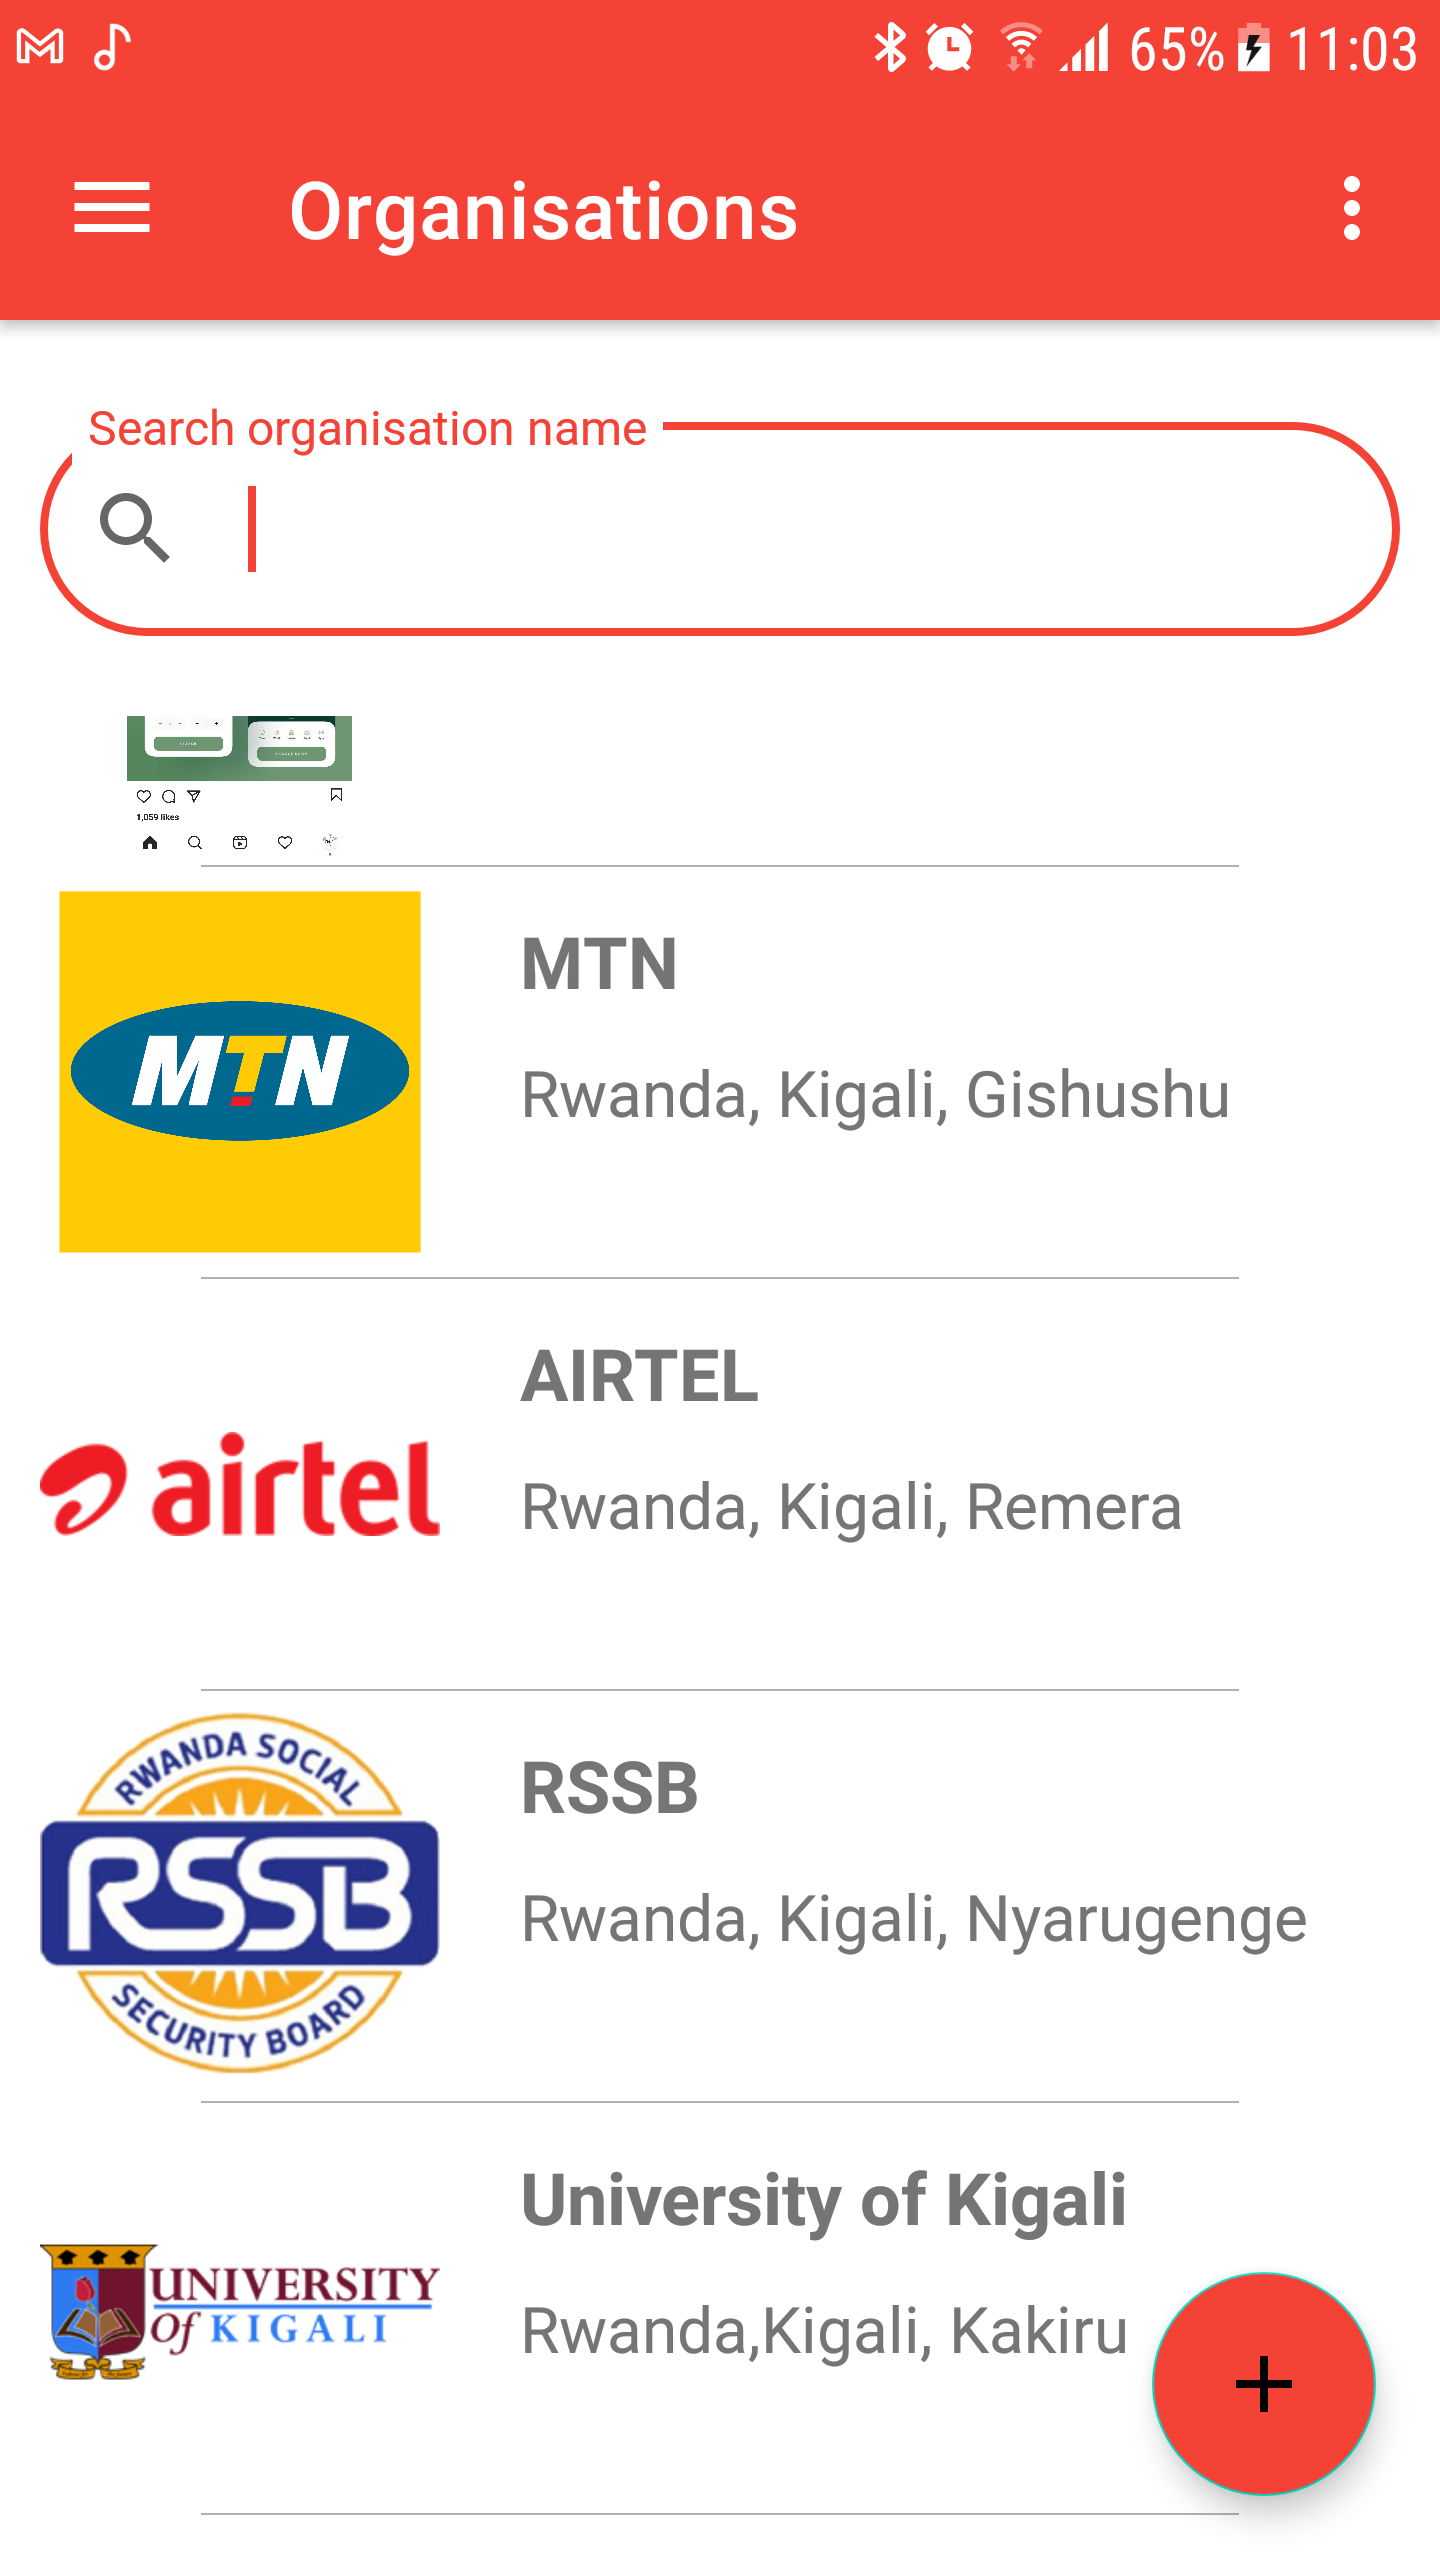 65% 11:03
Organisations
Search organisation name
1,059 likes
MTN
MTN
Rwanda, Kigali, Gishushu
airtel
AIRTEL
Rwanda, Kigali, Remera
RWANDA SOCIAL
RSSB
SECURITY BOARD
RSSB
Rwanda, Kigali, Nyarugenge
UNIVERSITY
of KIGALI
University of Kigali
Rwanda,Kigali, Kakiru